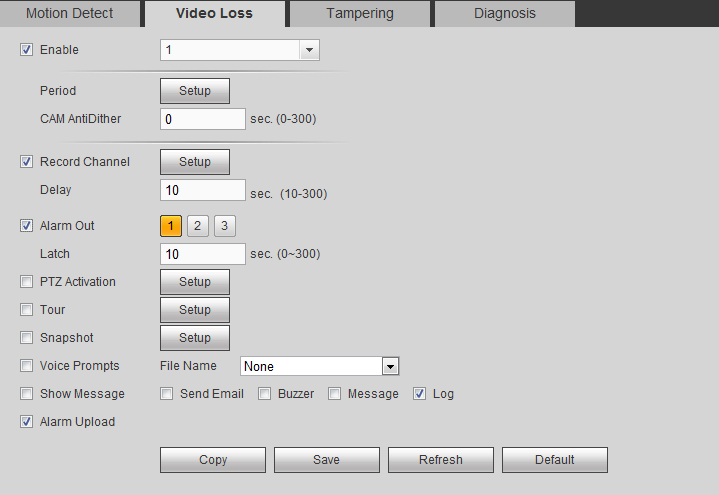 Motion Detect Video Loss Tampering Diagnosis
Enable 1
Period Setup
CAM AntiDither 0 sec. (0-300)
Record Channel Setup
Delay 10 sec. (10-300)
Alarm Out 1 2 3
Latch 10 sec. (0~300)
PTZ Activation Setup
Tour Setup
Snapshot Setup
Voice Prompts File Name None
Show Message Send Email Buzzer Message Log
Alarm Upload
Copy Save Refresh Default